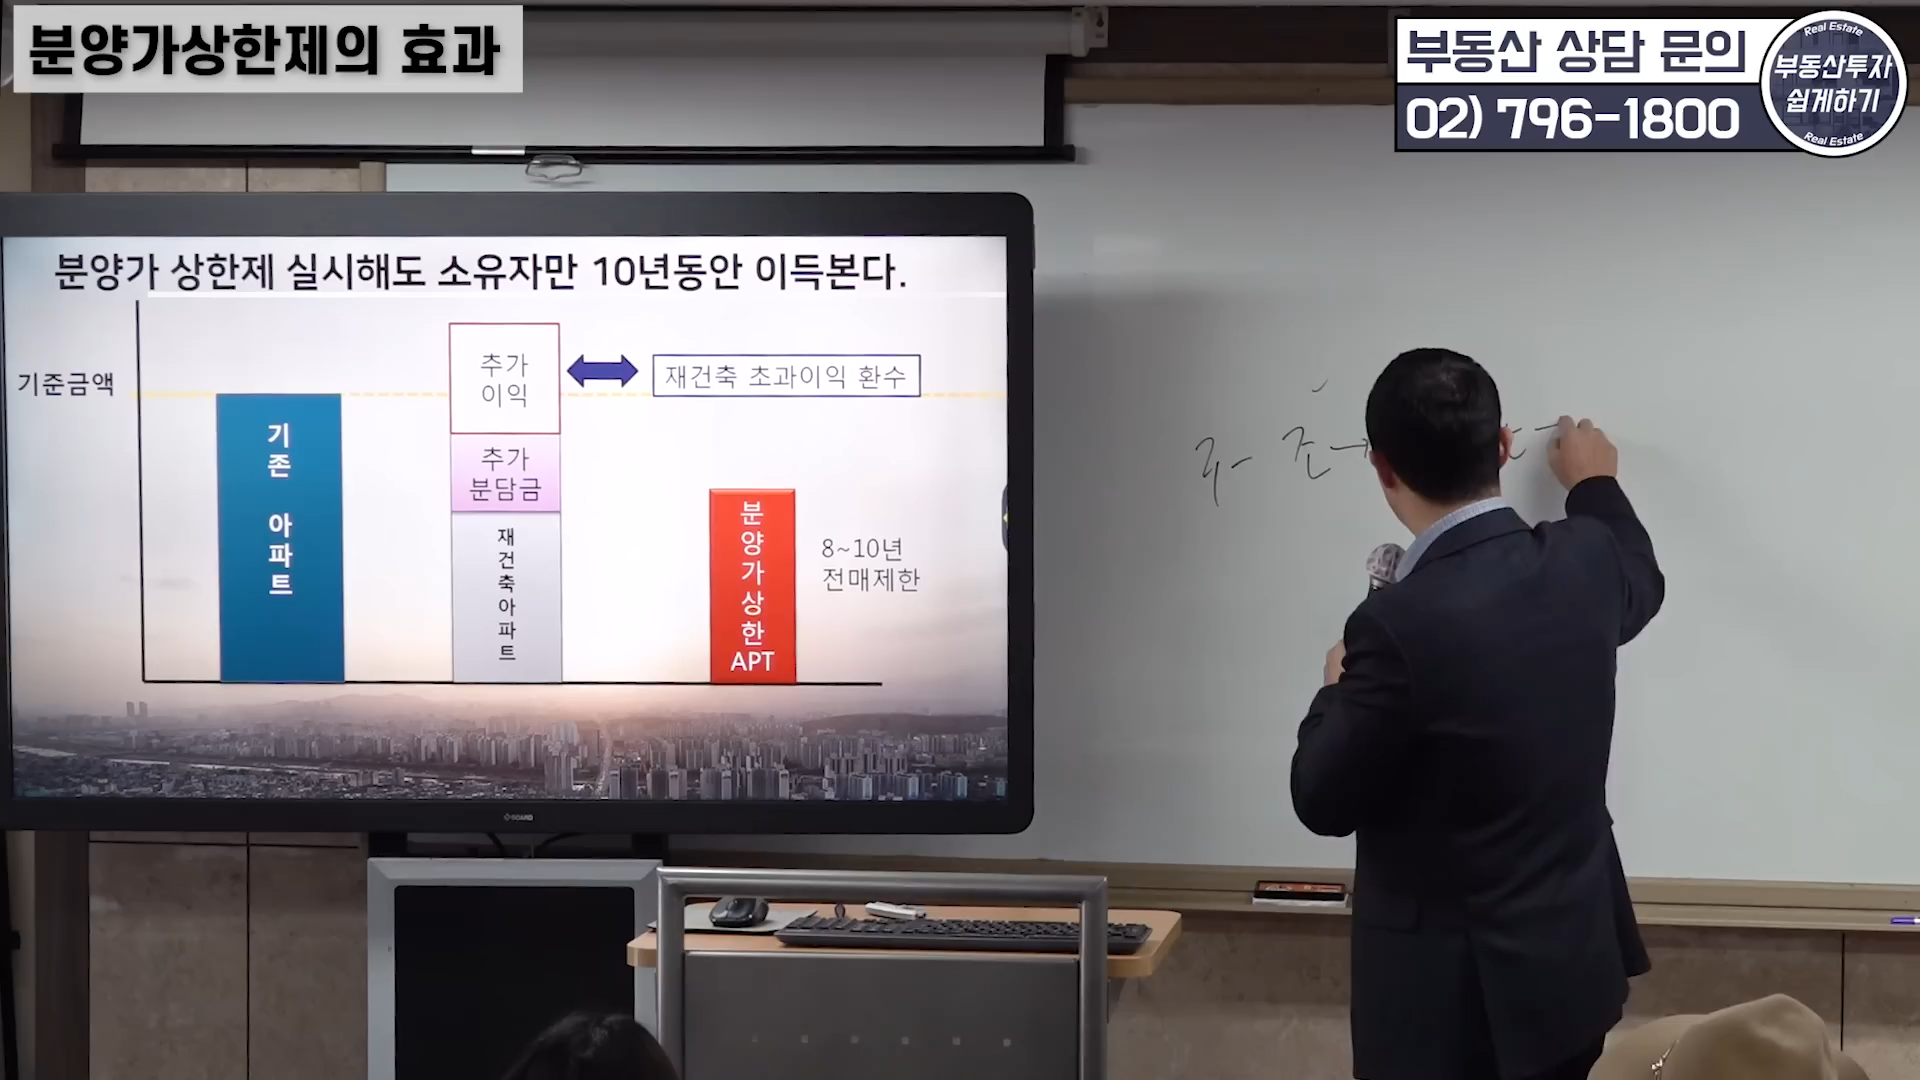 분양가상한제의 효과
부동산 상담 문의
02) 796-1800
Real Estate
부동산투자
쉽게하기
Real Estate
분양가 상한제 실시해도 소유자만 10년동안 이득본다.
기준금액
기존 아파트
추가
이익
재건축 초과이익 환수
추가
분담금
재건축아파트
분양가상한
APT
8~10년
전매제한